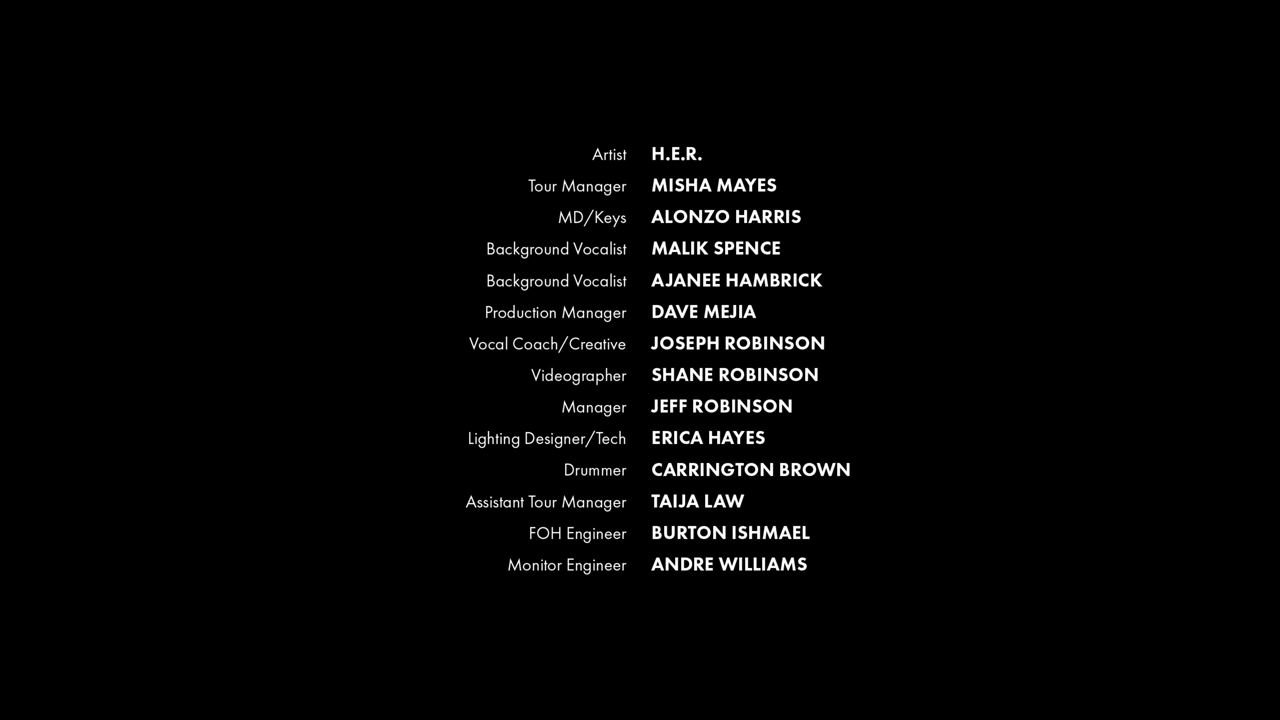 Artist H.E.R.
Tour Manager MISHA MAYES
MD/Keys ALONZO HARRIS
Background Vocalist MALIK SPENCE
Background Vocalist AJANEE HAMBRICK
Production Manager DAVE MEJIA
Vocal Coach/Creative JOSEPH ROBINSON
Videographer SHANE ROBINSON
Manager JEFF ROBINSON
Lighting Designer/Tech ERICA HAYES
Drummer CARRINGTON BROWN
Assistant Tour Manager TAIJA LAW
FOH Engineer BURTON ISHMAEL
Monitor Engineer ANDRE WILLIAMS